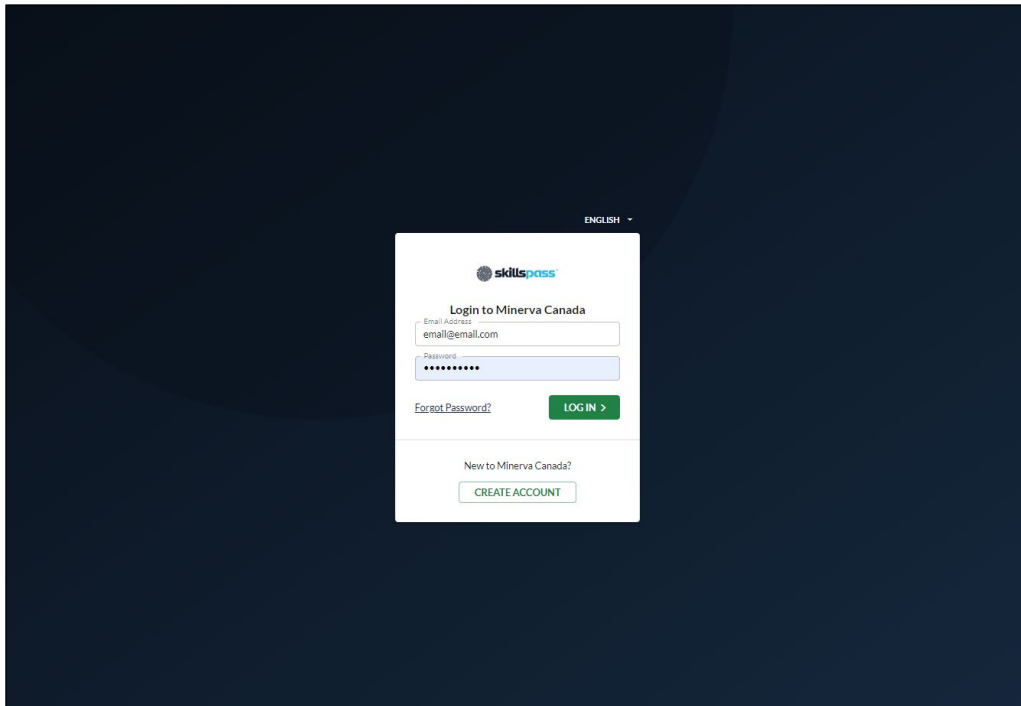 ENGLISH
skillspass
Login to Minerva Canada
Email Address
email@email.com
Password
••••••••••
Forgot Password?
LOG IN >
New to Minerva Canada?
CREATE ACCOUNT